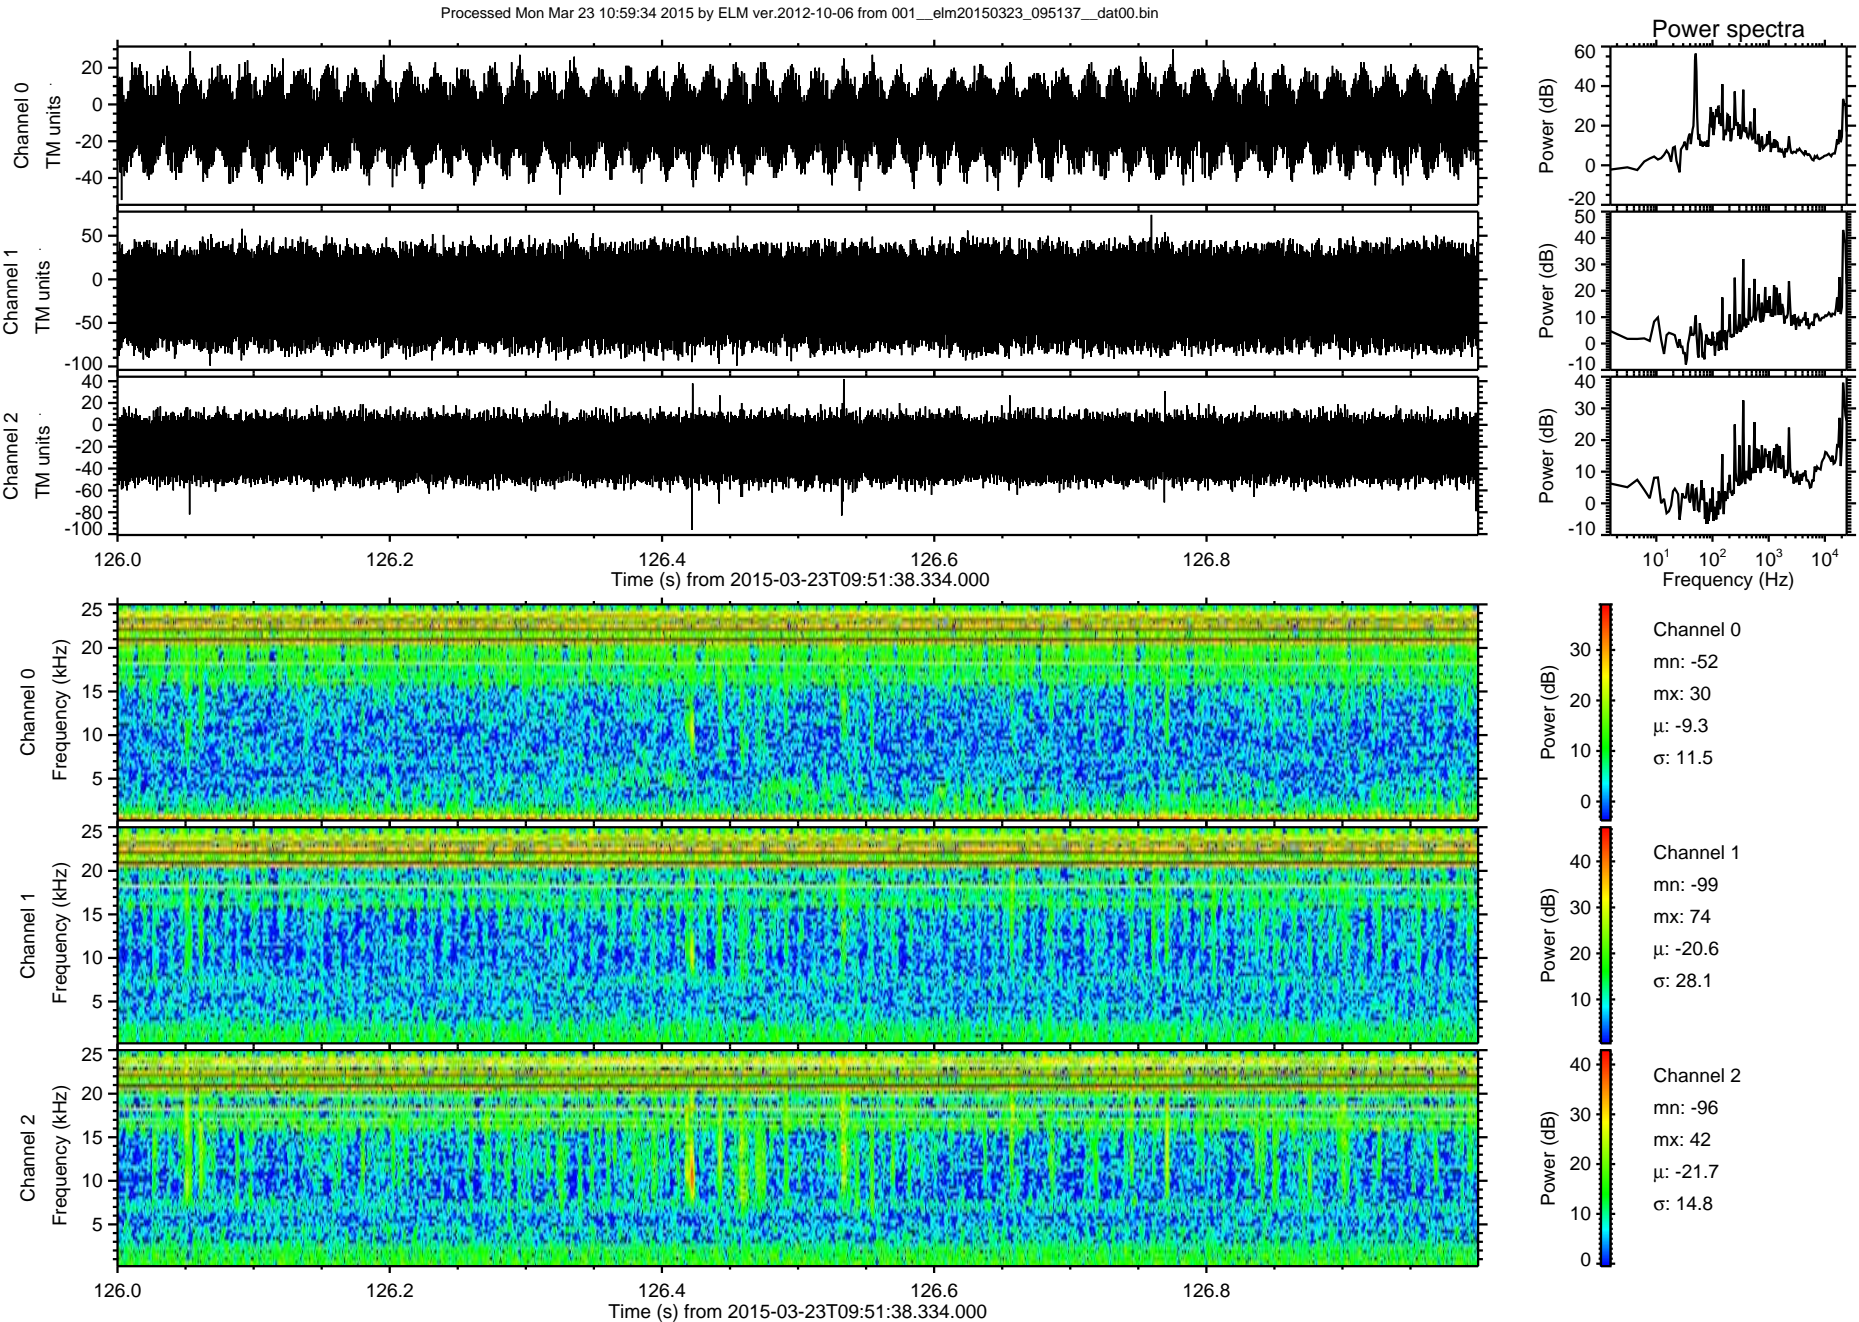 Processed Mon Mar 23 10:59:34 2015 by ELM ver.2012-10-06 from 001__elm20150323_095137__dat00.bin
Power spectra
Channel 0
TM units
20
0
-20
-40
Power (dB)
60
40
20
0
-20
Channel 1
TM units
50
0
-50
-100
Power (dB)
50
40
30
20
10
0
-10
Channel 2
TM units
40
20
0
-20
-40
-60
-80
-100
Power (dB)
40
30
20
10
0
-10
126.0 126.2 126.4 126.6 126.8
Time (s) from 2015-03-23T09:51:38.334.000
10¹ 10² 10³ 10⁴
Frequency (Hz)
Channel 0
Frequency (kHz)
25
20
15
10
5
Power (dB)
30
20
10
0
Channel 0
mn: -52
mx: 30
μ: -9.3
σ: 11.5
Channel 1
Frequency (kHz)
25
20
15
10
5
Power (dB)
40
30
20
10
Channel 1
mn: -99
mx: 74
μ: -20.6
σ: 28.1
Channel 2
Frequency (kHz)
25
20
15
10
5
Power (dB)
40
30
20
10
0
Channel 2
mn: -96
mx: 42
μ: -21.7
σ: 14.8
126.0 126.2 126.4 126.6 126.8
Time (s) from 2015-03-23T09:51:38.334.000